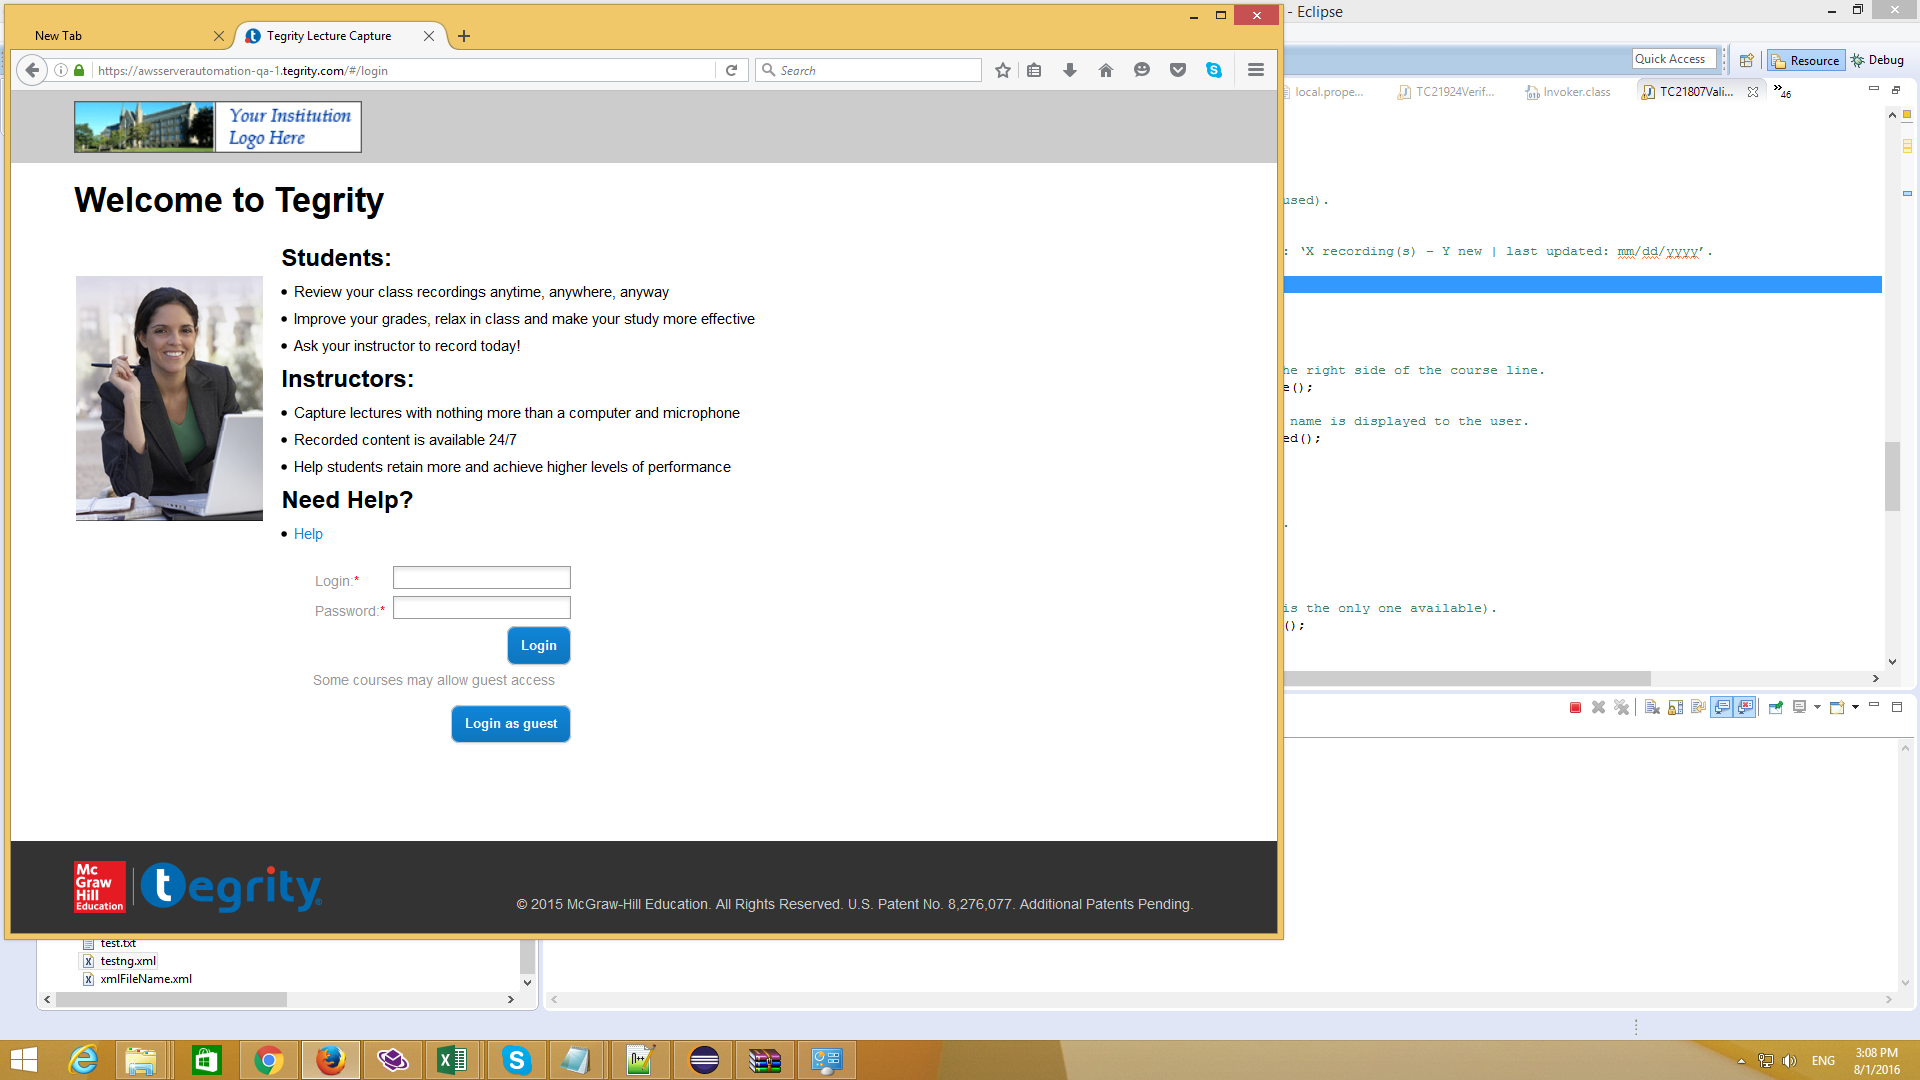 New Tab
Tegrity Lecture Capture
- Eclipse
https://awsserverautomation-qa-1.tegrity.com/#/login
Search
Quick Access
Resource
Debug
local.prope...
TC21924Verif...
Invoker.class
TC21807Vali...
»46
Your Institution
Logo Here
Welcome to Tegrity
Students:
• Review your class recordings anytime, anywhere, anyway
• Improve your grades, relax in class and make your study more effective
• Ask your instructor to record today!
Instructors:
• Capture lectures with nothing more than a computer and microphone
• Recorded content is available 24/7
• Help students retain more and achieve higher levels of performance
Need Help?
• Help
Login:*
Password:*
Login
Some courses may allow guest access
Login as guest
used).
: ‘X recording(s) - Y new | last updated: mm/dd/yyyy’.
he right side of the course line.
e();
name is displayed to the user.
ed();
.
is the only one available).
();
Mc
Graw
Hill
Education
tegrity
© 2015 McGraw-Hill Education. All Rights Reserved. U.S. Patent No. 8,276,077. Additional Patents Pending.
test.txt
testng.xml
xmlFileName.xml
ENG
3:08 PM
8/1/2016